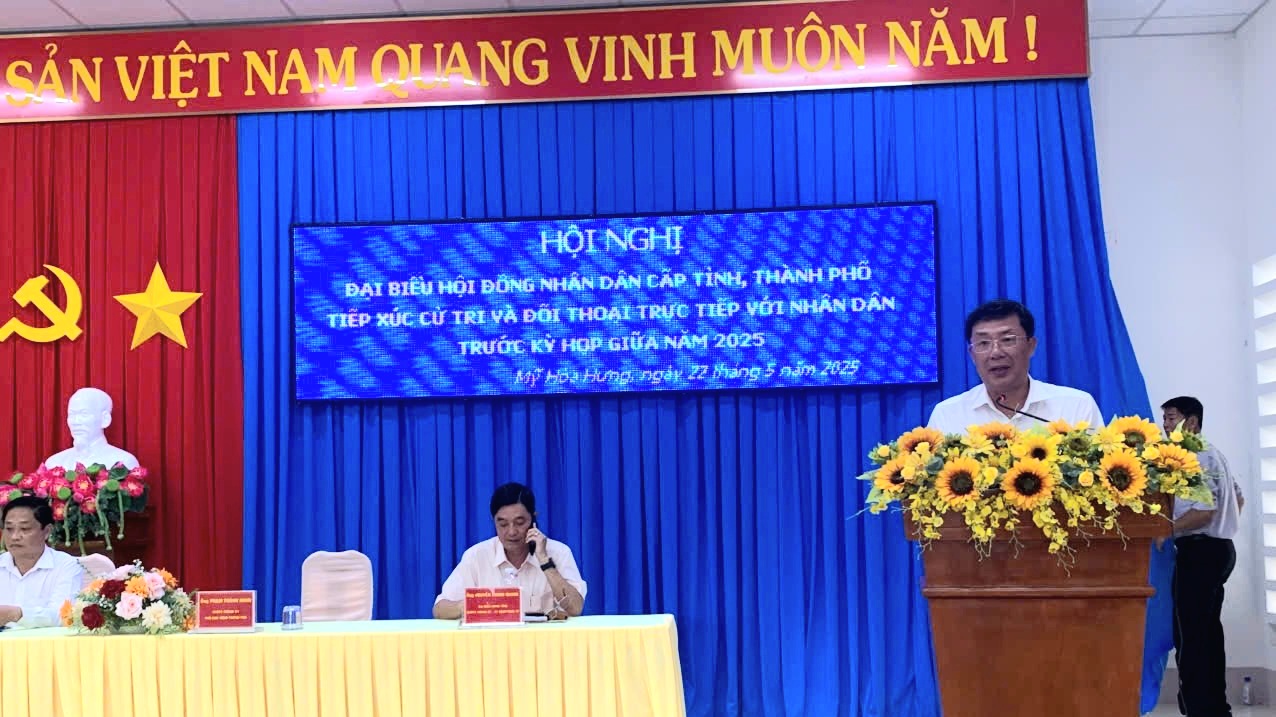 SẢN VIỆT NAM QUANG VINH MUÔN NĂM !
HỘI NGHỊ
ĐẠI BIỂU HỘI ĐỒNG NHÂN DÂN CẤP TỈNH, THÀNH PHỐ
TIẾP XÚC CỬ TRI VÀ ĐỐI THOẠI TRỰC TIẾP VỚI NHÂN DÂN
TRƯỚC KỲ HỌP GIỮA NĂM 2025
Mỹ Hòa Hưng, ngày 22 tháng 5 năm 2025